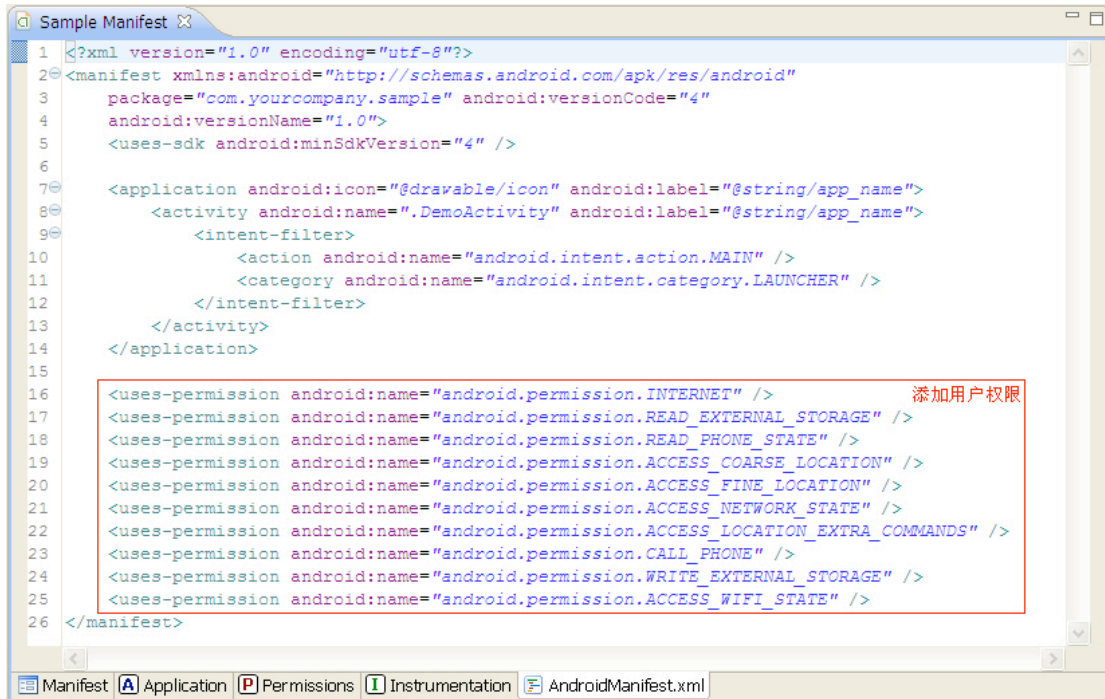 Sample Manifest
1 <?xml version="1.0" encoding="utf-8"?>
2 <manifest xmlns:android="http://schemas.android.com/apk/res/android"
3 package="com.yourcompany.sample" android:versionCode="4"
4 android:versionName="1.0">
5 <uses-sdk android:minSdkVersion="4" />
6
7 <application android:icon="@drawable/icon" android:label="@string/app_name">
8 <activity android:name=".DemoActivity" android:label="@string/app_name">
9 <intent-filter>
10 <action android:name="android.intent.action.MAIN" />
11 <category android:name="android.intent.category.LAUNCHER" />
12 </intent-filter>
13 </activity>
14 </application>
15
16 <uses-permission android:name="android.permission.INTERNET" /> 添加用户权限
17 <uses-permission android:name="android.permission.READ_EXTERNAL_STORAGE" />
18 <uses-permission android:name="android.permission.READ_PHONE_STATE" />
19 <uses-permission android:name="android.permission.ACCESS_COARSE_LOCATION" />
20 <uses-permission android:name="android.permission.ACCESS_FINE_LOCATION" />
21 <uses-permission android:name="android.permission.ACCESS_NETWORK_STATE" />
22 <uses-permission android:name="android.permission.ACCESS_LOCATION_EXTRA_COMMANDS" />
23 <uses-permission android:name="android.permission.CALL_PHONE" />
24 <uses-permission android:name="android.permission.WRITE_EXTERNAL_STORAGE" />
25 <uses-permission android:name="android.permission.ACCESS_WIFI_STATE" />
26 </manifest>
Manifest A Application P Permissions I Instrumentation F AndroidManifest.xml